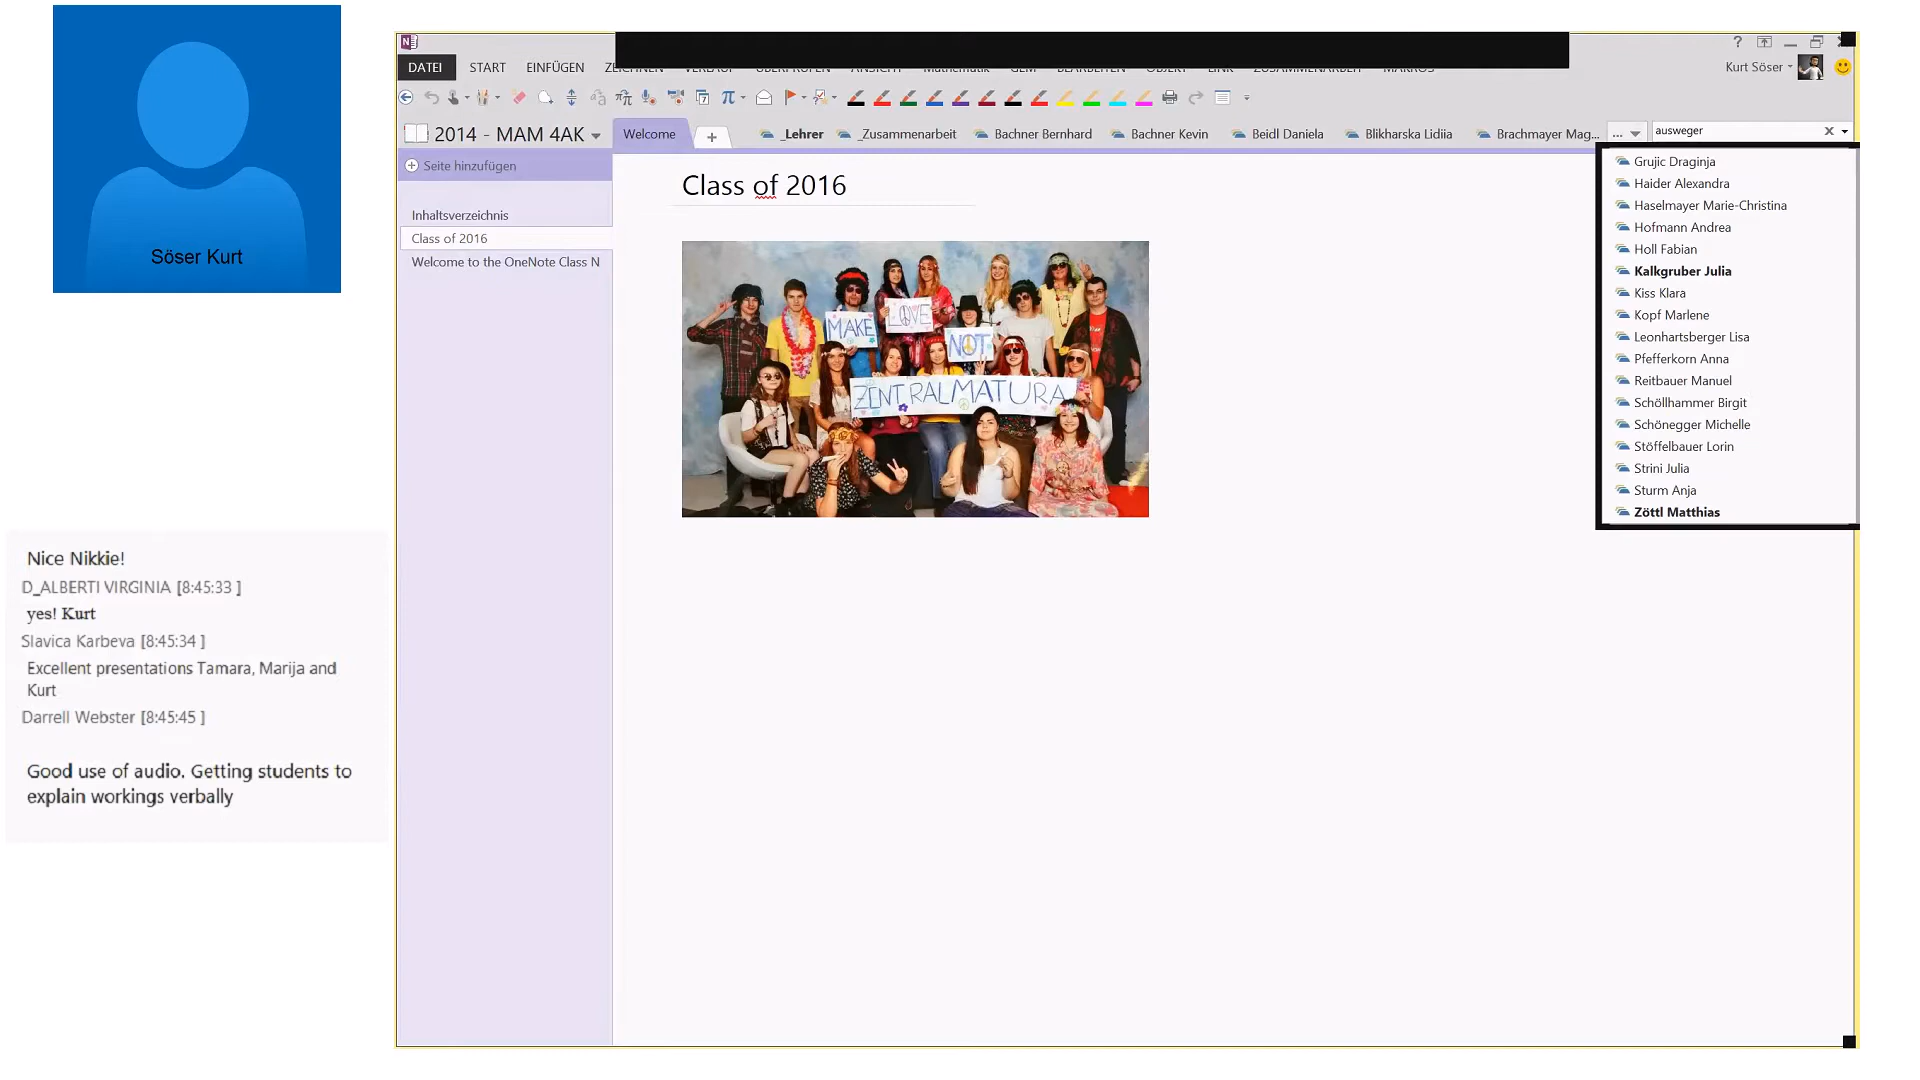 Söser Kurt
Nice Nikkie!
D_ALBERTI VIRGINIA [8:45:33 ]
yes! Kurt
Slavica Karbeva [8:45:34 ]
Excellent presentations Tamara, Marija and
Kurt
Darrell Webster [8:45:45 ]
Good use of audio. Getting students to
explain workings verbally
DATEI START EINFÜGEN
Kurt Söser
2014 - MAM 4AK
Welcome
_Lehrer
_Zusammenarbeit
Bachner Bernhard
Bachner Kevin
Beidl Daniela
Blikharska Lidiia
Brachmayer Mag...
...
ausweger
Seite hinzufügen
Inhaltsverzeichnis
Class of 2016
Welcome to the OneNote Class N
Class of 2016
MAKE
LOVE
NOT
ZENTRALMATURA
Grujic Draginja
Haider Alexandra
Haselmayer Marie-Christina
Hofmann Andrea
Holl Fabian
Kalkgruber Julia
Kiss Klara
Kopf Marlene
Leonhartsberger Lisa
Pfefferkorn Anna
Reitbauer Manuel
Schöllhammer Birgit
Schönegger Michelle
Stöffelbauer Lorin
Strini Julia
Sturm Anja
Zöttl Matthias